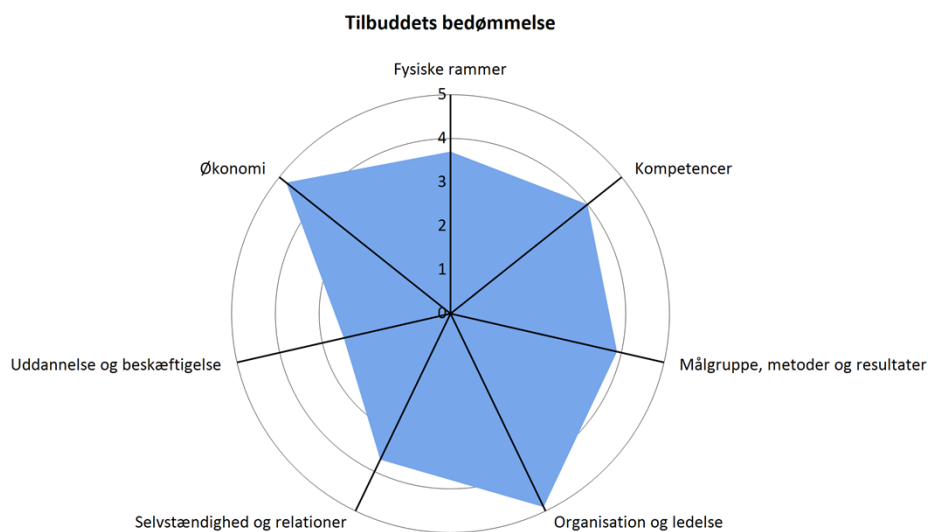 Tilbuddets bedømmelse
Fysiske rammer
5
4
Økonomi
Kompetencer
3
2
1
0
Uddannelse og beskæftigelse
Målgruppe, metoder og resultater
Selvstændighed og relationer
Organisation og ledelse